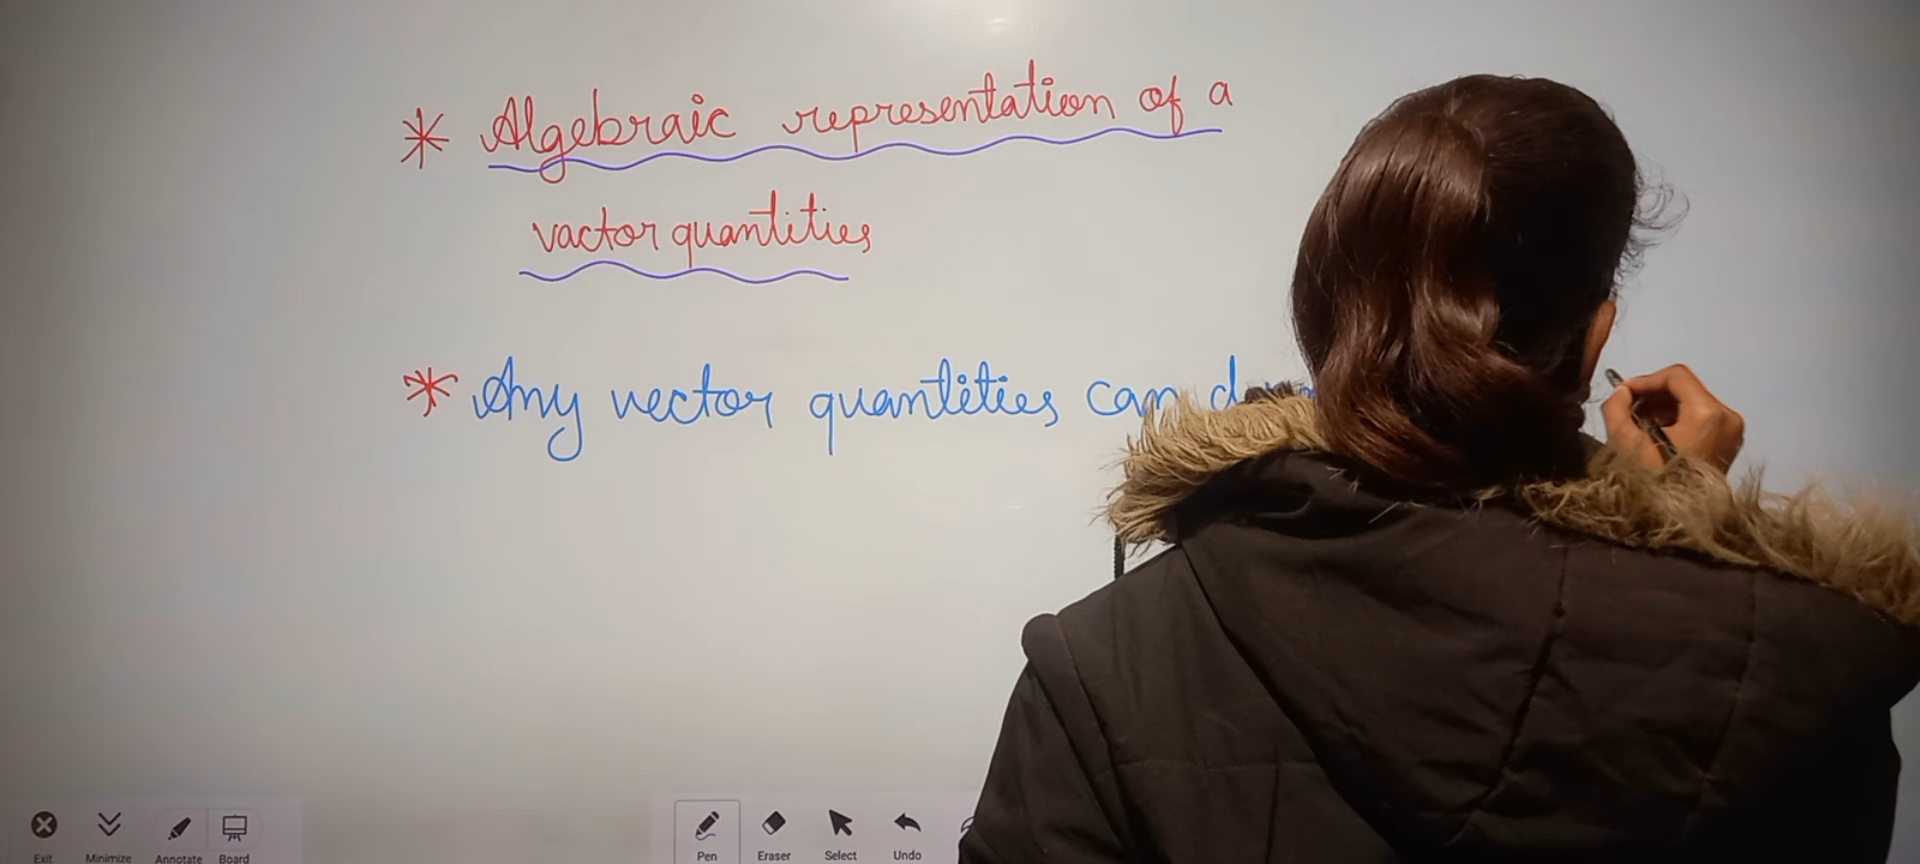 * Algebraic representation of a
vactor quantities
* Any vector quantities can
Exit Minimize Annotate Board Pen Eraser Select Undo